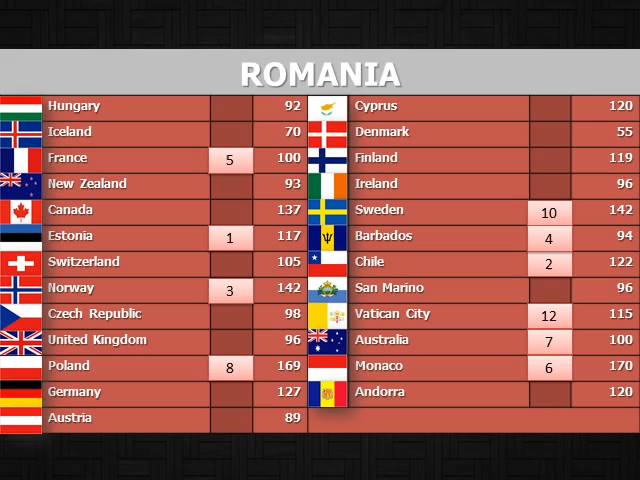 ROMANIA
Hungary 92
Iceland 70
France 5 100
New Zealand 93
Canada 137
Estonia 1 117
Switzerland 105
Norway 3 142
Czech Republic 98
United Kingdom 96
Poland 8 169
Germany 127
Austria 89
Cyprus 120
Denmark 55
Finland 119
Ireland 96
Sweden 10 142
Barbados 4 94
Chile 2 122
San Marino 96
Vatican City 12 115
Australia 7 100
Monaco 6 170
Andorra 120